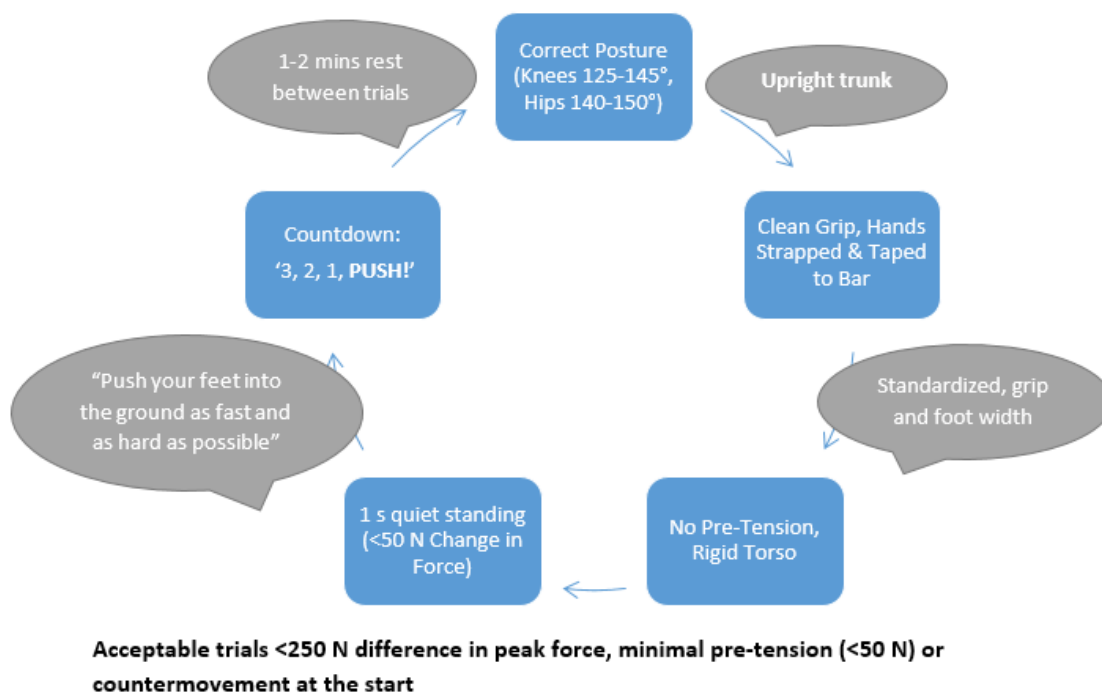 Correct Posture
(Knees 125-145°,
Hips 140-150°)
Upright trunk
Clean Grip, Hands
Strapped & Taped
to Bar
Standardized, grip
and foot width
No Pre-Tension,
Rigid Torso
1 s quiet standing
(<50 N Change in
Force)
“Push your feet into
the ground as fast and
as hard as possible”
Countdown:
‘3, 2, 1, PUSH!’
1-2 mins rest
between trials
Acceptable trials <250 N difference in peak force, minimal pre-tension (<50 N) or
countermovement at the start